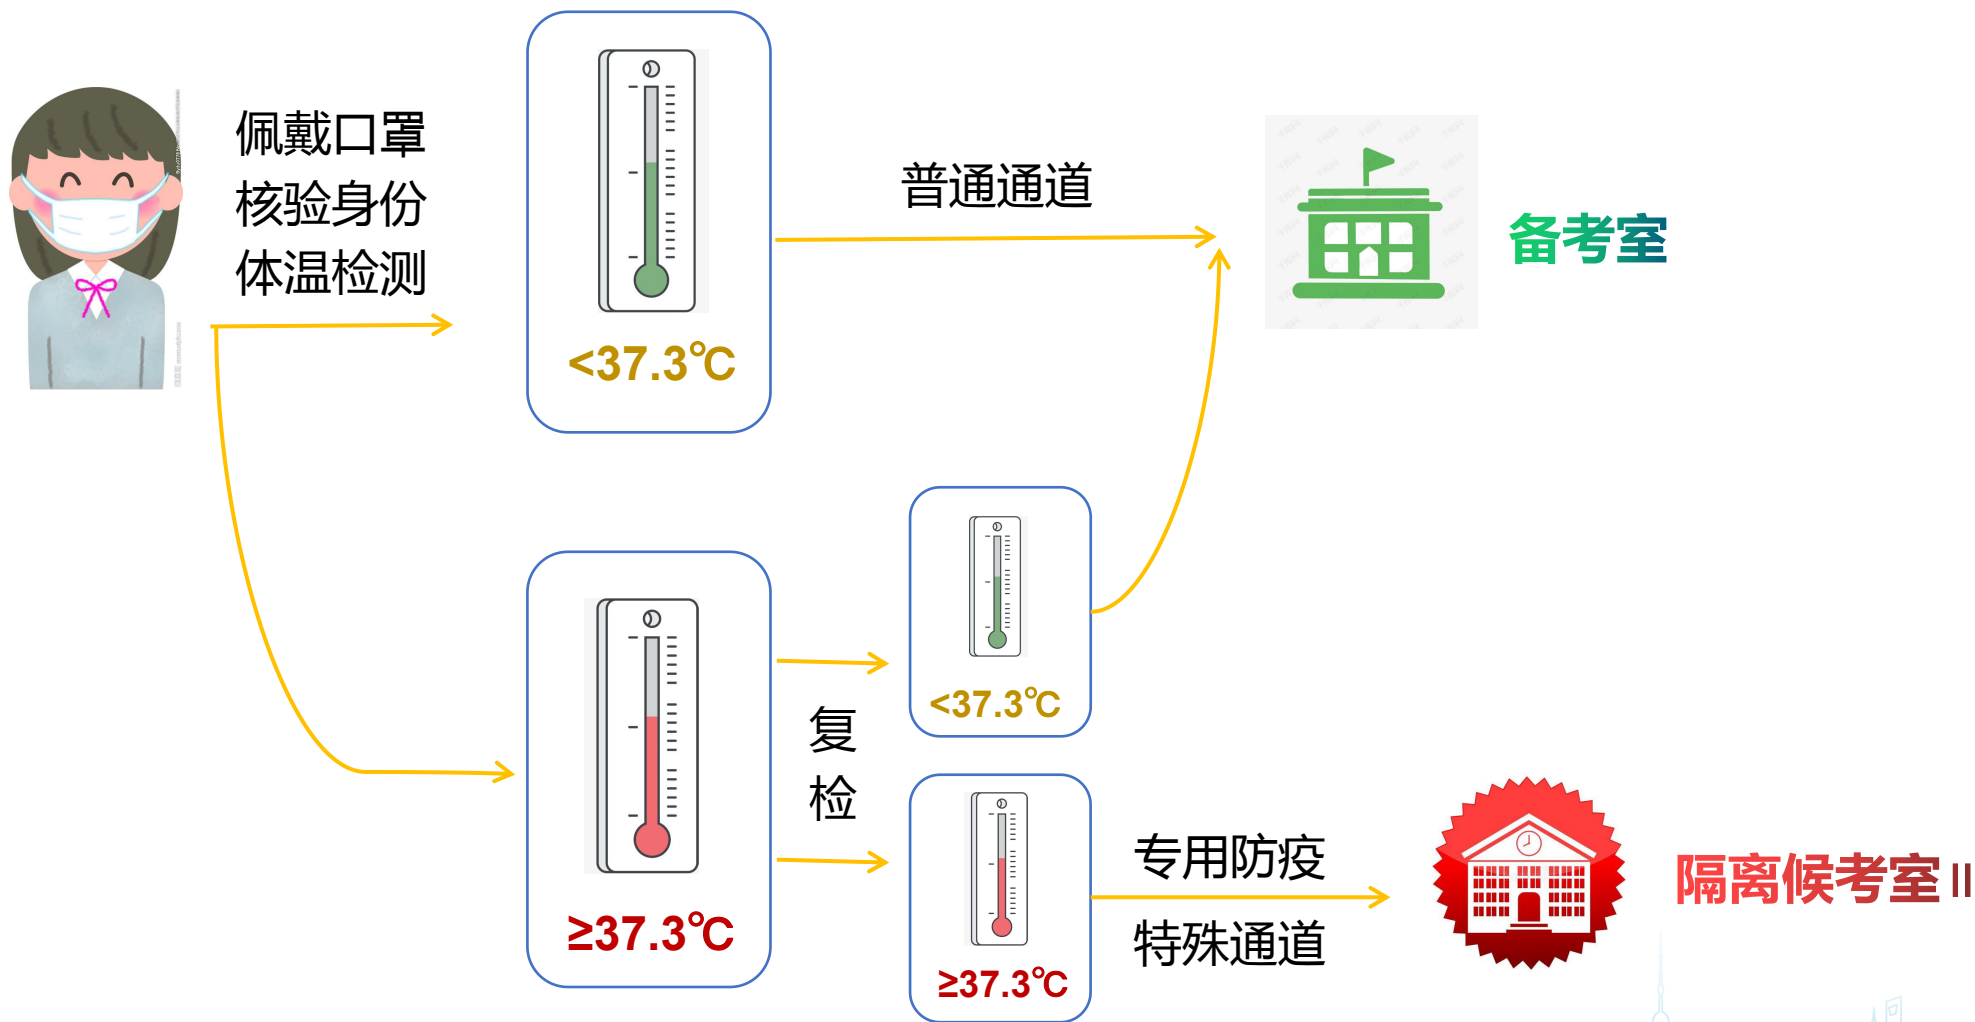 佩戴口罩
核验身份
体温检测
<37.3℃
普通通道
备考室
<37.3℃
复
检
≥37.3℃
≥37.3℃
专用防疫
特殊通道
隔离候考室Ⅱ